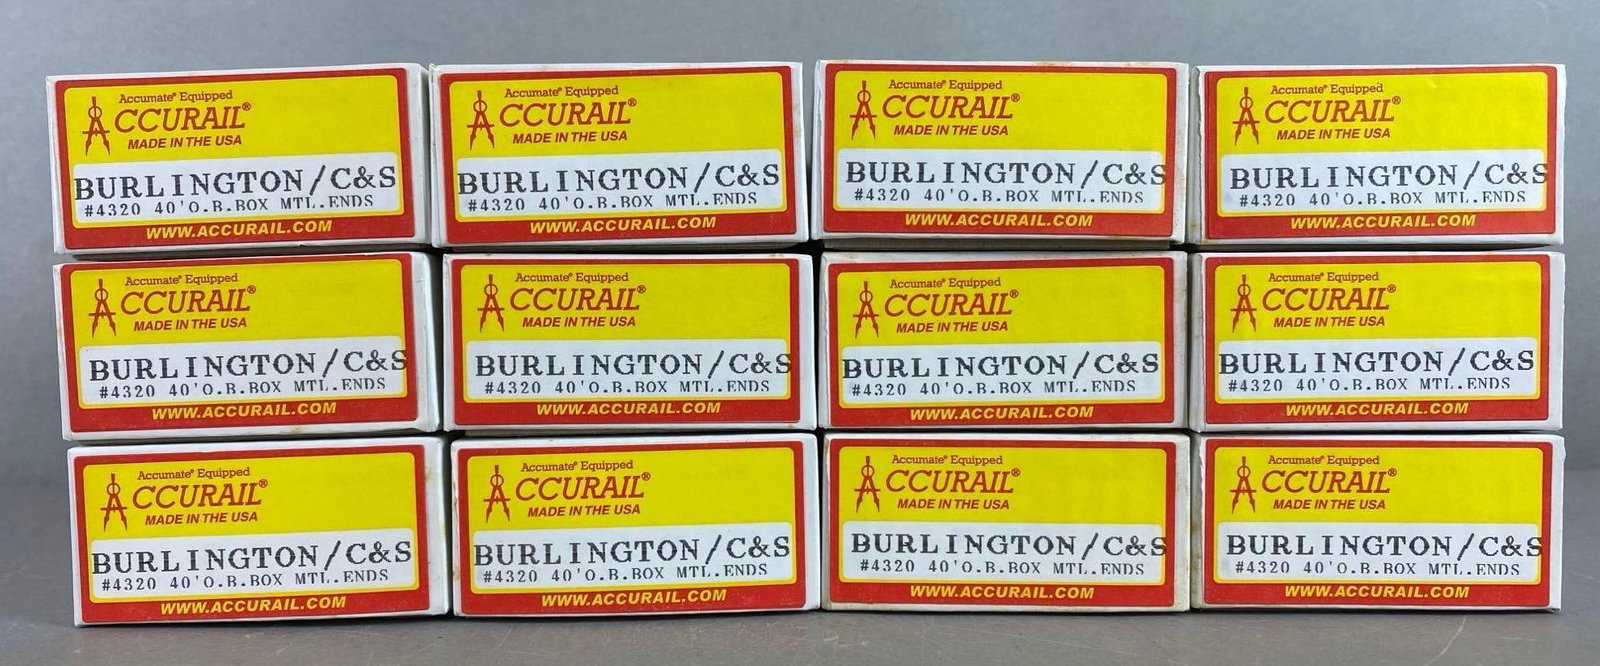 Accumate® Equipped
ACCURAIL®
MADE IN THE USA
BURLINGTON/C&S
#4320 40'O.B.BOX MTL.ENDS
WWW.ACCURAIL.COM
Accumate® Equipped
ACCURAIL®
MADE IN THE USA
BURLINGTON/C&S
#4320 40'O.B.BOX MTL.ENDS
WWW.ACCURAIL.COM
Accumate® Equipped
ACCURAIL®
MADE IN THE USA
BURLINGTON/C&S
#4320 40'O.B.BOX MTL.ENDS
WWW.ACCURAIL.COM
Accumate® Equipped
ACCURAIL®
MADE IN THE USA
BURLINGTON/C&S
#4320 40'O.B.BOX MTL.ENDS
WWW.ACCURAIL.COM
Accumate® Equipped
ACCURAIL®
MADE IN THE USA
BURLINGTON/C&S
#4320 40'O.B.BOX MTL.ENDS
WWW.ACCURAIL.COM
Accumate® Equipped
ACCURAIL®
MADE IN THE USA
BURLINGTON/C&S
#4320 40'O.B.BOX MTL.ENDS
WWW.ACCURAIL.COM
Accumate® Equipped
ACCURAIL®
MADE IN THE USA
BURLINGTON/C&S
#4320 40'O.B.BOX MTL.ENDS
WWW.ACCURAIL.COM
Accumate® Equipped
ACCURAIL®
MADE IN THE USA
BURLINGTON/C&S
#4320 40'O.B.BOX MTL.ENDS
WWW.ACCURAIL.COM
Accumate® Equipped
ACCURAIL®
MADE IN THE USA
BURLINGTON/C&S
#4320 40'O.B.BOX MTL.ENDS
WWW.ACCURAIL.COM
Accumate® Equipped
ACCURAIL®
MADE IN THE USA
BURLINGTON/C&S
#4320 40'O.B.BOX MTL.ENDS
WWW.ACCURAIL.COM
Accumate® Equipped
ACCURAIL®
MADE IN THE USA
BURLINGTON/C&S
#4320 40'O.B.BOX MTL.ENDS
WWW.ACCURAIL.COM
Accumate® Equipped
ACCURAIL®
MADE IN THE USA
BURLINGTON/C&S
#4320 40'O.B.BOX MTL.ENDS
WWW.ACCURAIL.COM